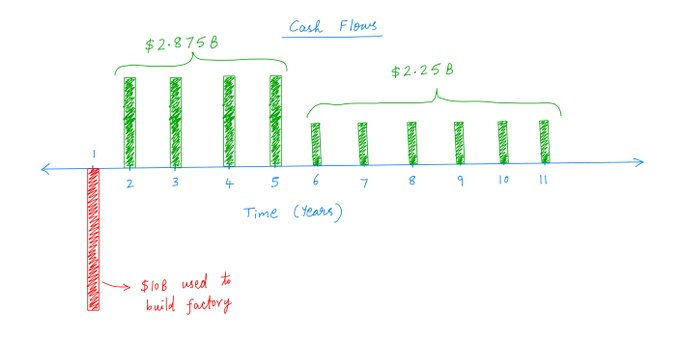 Cash Flows
$2.875B
$2.25B
1
2 3 4 5 6 7 8 9 10 11
Time (Years)
$10B used to
build factory